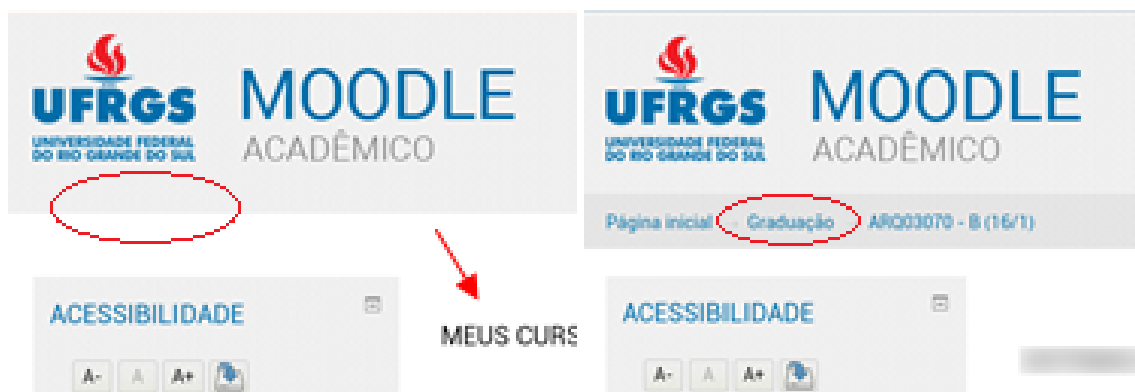 UFRGS
UNIVERSIDADE FEDERAL
DO RIO GRANDE DO SUL
MOODLE
ACADÊMICO
ACESSIBILIDADE
A- A A+
MEUS CURS
UFRGS
UNIVERSIDADE FEDERAL
DO RIO GRANDE DO SUL
MOODLE
ACADÊMICO
Página inicial Graduação ARQ03070 - B (16/1)
ACESSIBILIDADE
A- A A+